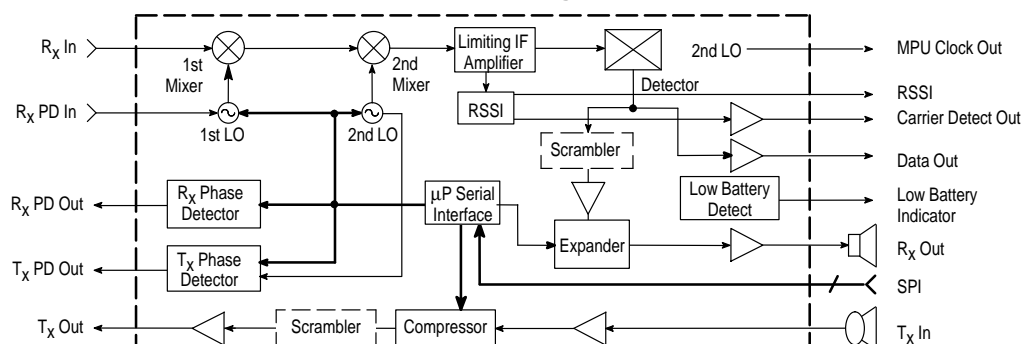 Rx In
1st
Mixer
2nd
Mixer
Limiting IF
Amplifier
2nd LO
MPU Clock Out
Detector
Rx PD In
1st LO
2nd LO
RSSI
RSSI
Carrier Detect Out
Scrambler
Data Out
Rx PD Out
Rx Phase
Detector
µP Serial
Interface
Low Battery
Detect
Low Battery
Indicator
Expander
Rx Out
Tx PD Out
Tx Phase
Detector
SPI
Tx Out
Scrambler
Compressor
Tx In